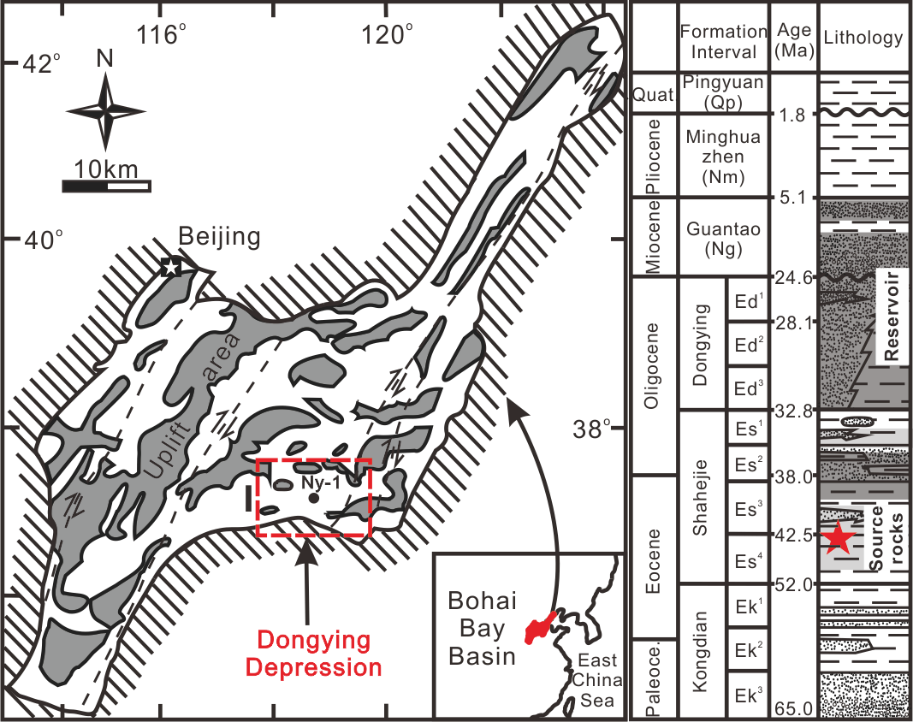 116°
120°
42°
N
10km
40°
Beijing
Uplift area
38°
Ny-1
Dongying
Depression
Bohai
Bay
Basin
East
China
Sea
Formation
Interval
Age
(Ma)
Lithology
Quat
Pingyuan
(Qp)
1.8
Pliocene
Minghua
zhen
(Nm)
5.1
Miocene
Guantao
(Ng)
24.6
Oligocene
Dongying
Ed¹
28.1
Ed²
Ed³
32.8
Reservoir
Shahejie
Es¹
Es²
38.0
Eocene
Es³
42.5
Es⁴
52.0
Source
rocks
Kongdian
Ek¹
Paleoce.
Ek²
Ek³
65.0